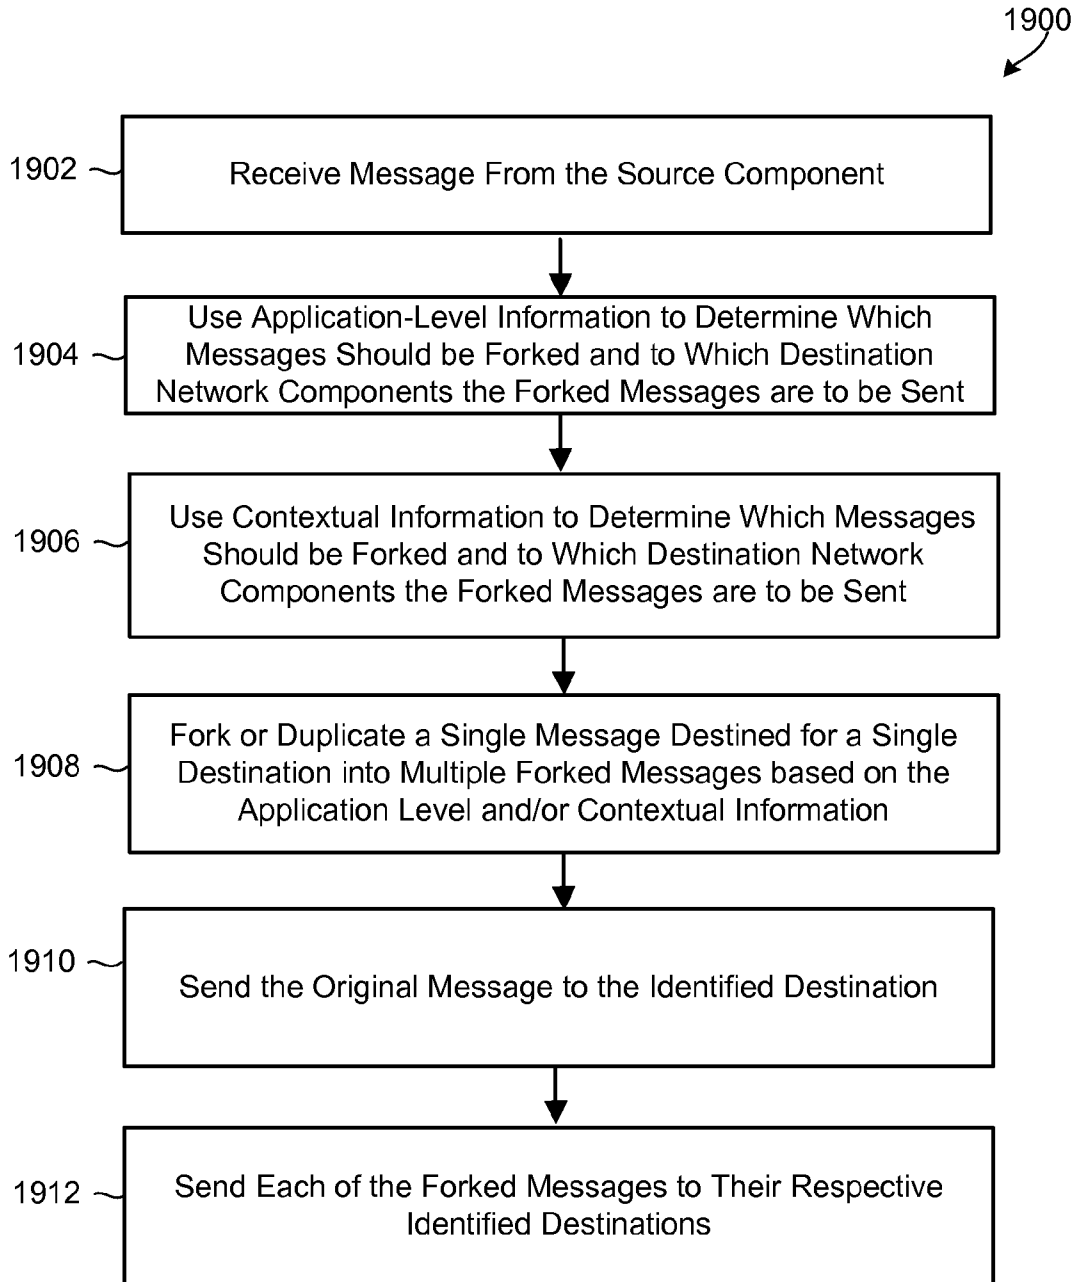 1900
1902
Receive Message From the Source Component
1904
Use Application-Level Information to Determine Which
Messages Should be Forked and to Which Destination
Network Components the Forked Messages are to be Sent
1906
Use Contextual Information to Determine Which Messages
Should be Forked and to Which Destination Network
Components the Forked Messages are to be Sent
1908
Fork or Duplicate a Single Message Destined for a Single
Destination into Multiple Forked Messages based on the
Application Level and/or Contextual Information
1910
Send the Original Message to the Identified Destination
1912
Send Each of the Forked Messages to Their Respective
Identified Destinations